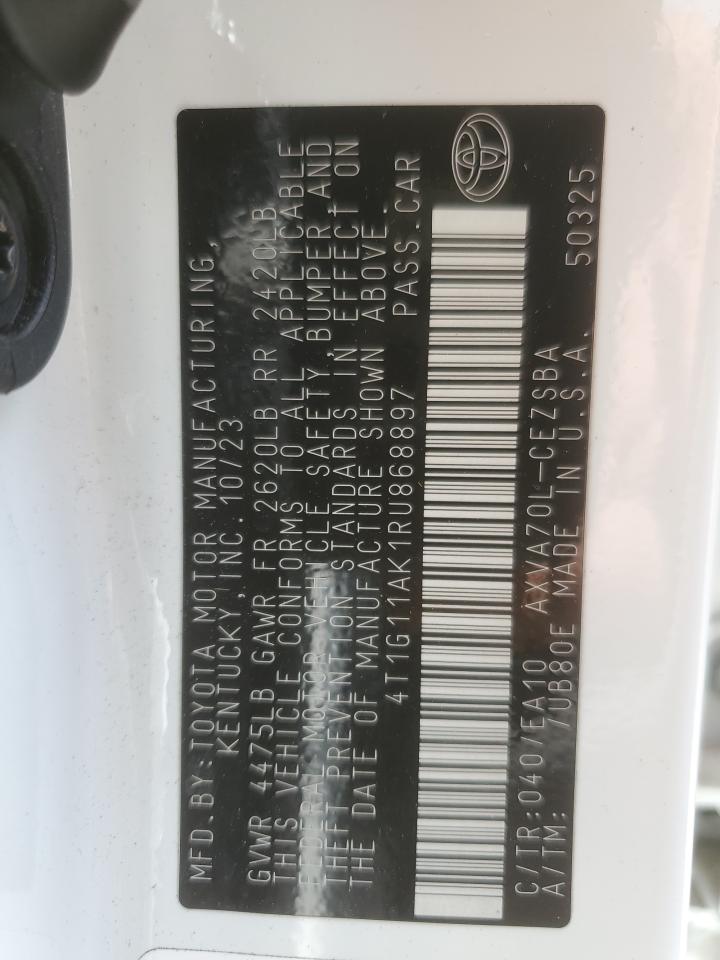 MFD.BY:TOYOTA MOTOR MANUFACTURING,
KENTUCKY,INC.10/23
GVWR 4475LB GAWR FR 2620LB RR 2420LB
THIS VEHICLE CONFORMS TO ALL APPLICABLE
FEDERAL MOTOR VEHICLE SAFETY,BUMPER,AND
THEFT PREVENTION STANDARDS IN EFFECT ON
THE DATE OF MANUFACTURE SHOWN ABOVE.
4T1G11AK1RU868897 PASS.CAR
C/TR:040/EA10 AXVA70L-CEZSBA
A/TM: /UB80E MADE IN U.S.A. 50325